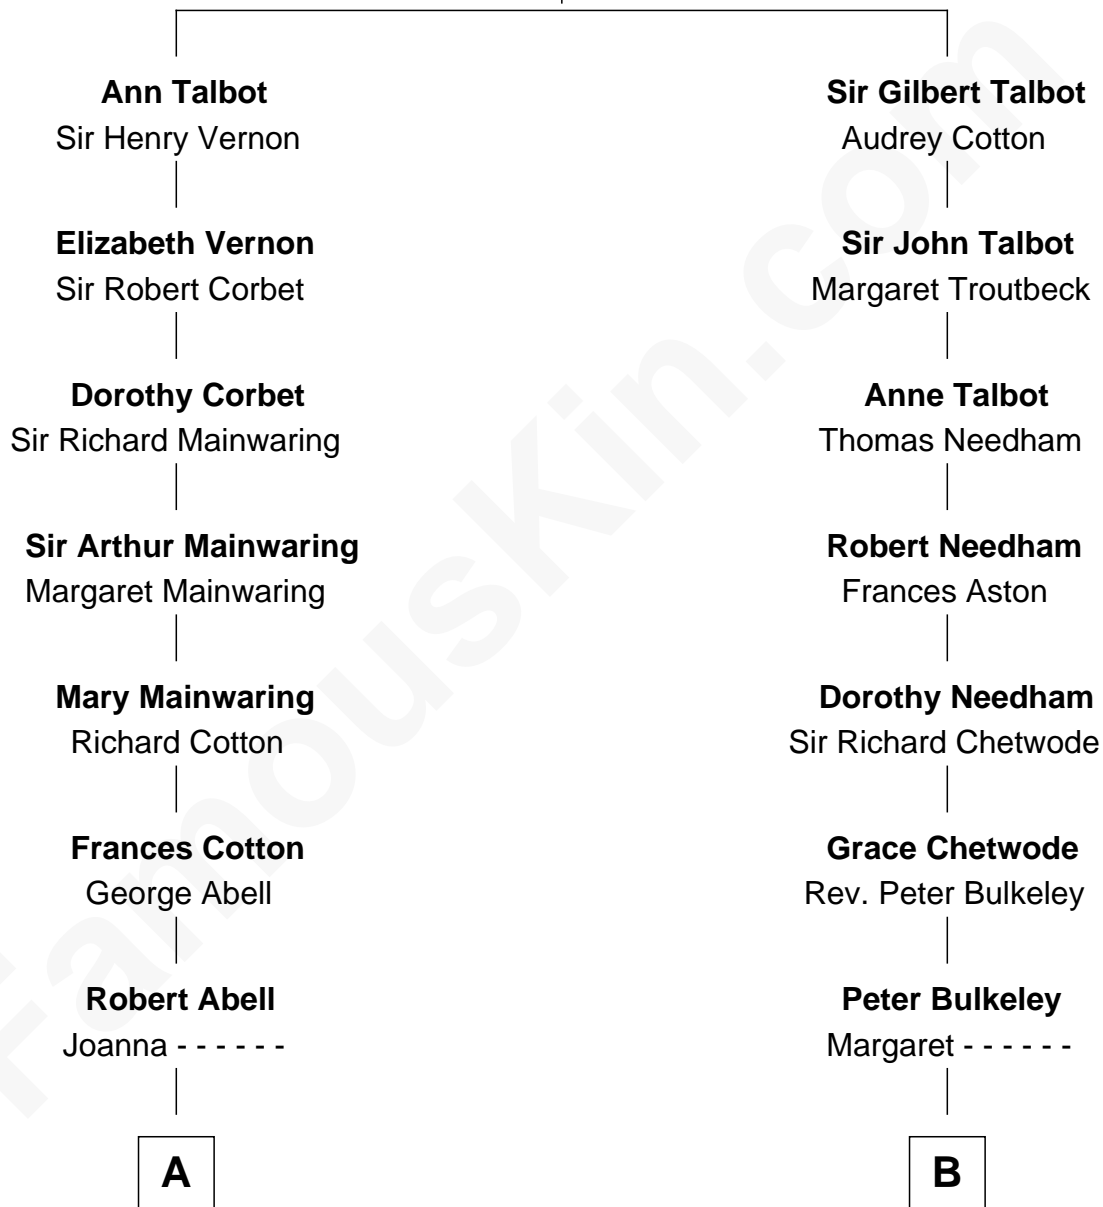 Ann Talbot
Sir Henry Vernon
Elizabeth Vernon
Sir Robert Corbet
Dorothy Corbet
Sir Richard Mainwaring
Sir Arthur Mainwaring
Margaret Mainwaring
Mary Mainwaring
Richard Cotton
Frances Cotton
George Abell
Robert Abell
Joanna - - - - - -
A
Sir Gilbert Talbot
Audrey Cotton
Sir John Talbot
Margaret Troutbeck
Anne Talbot
Thomas Needham
Robert Needham
Frances Aston
Dorothy Needham
Sir Richard Chetwode
Grace Chetwode
Rev. Peter Bulkeley
Peter Bulkeley
Margaret - - - - - -
B
FamousKin.com